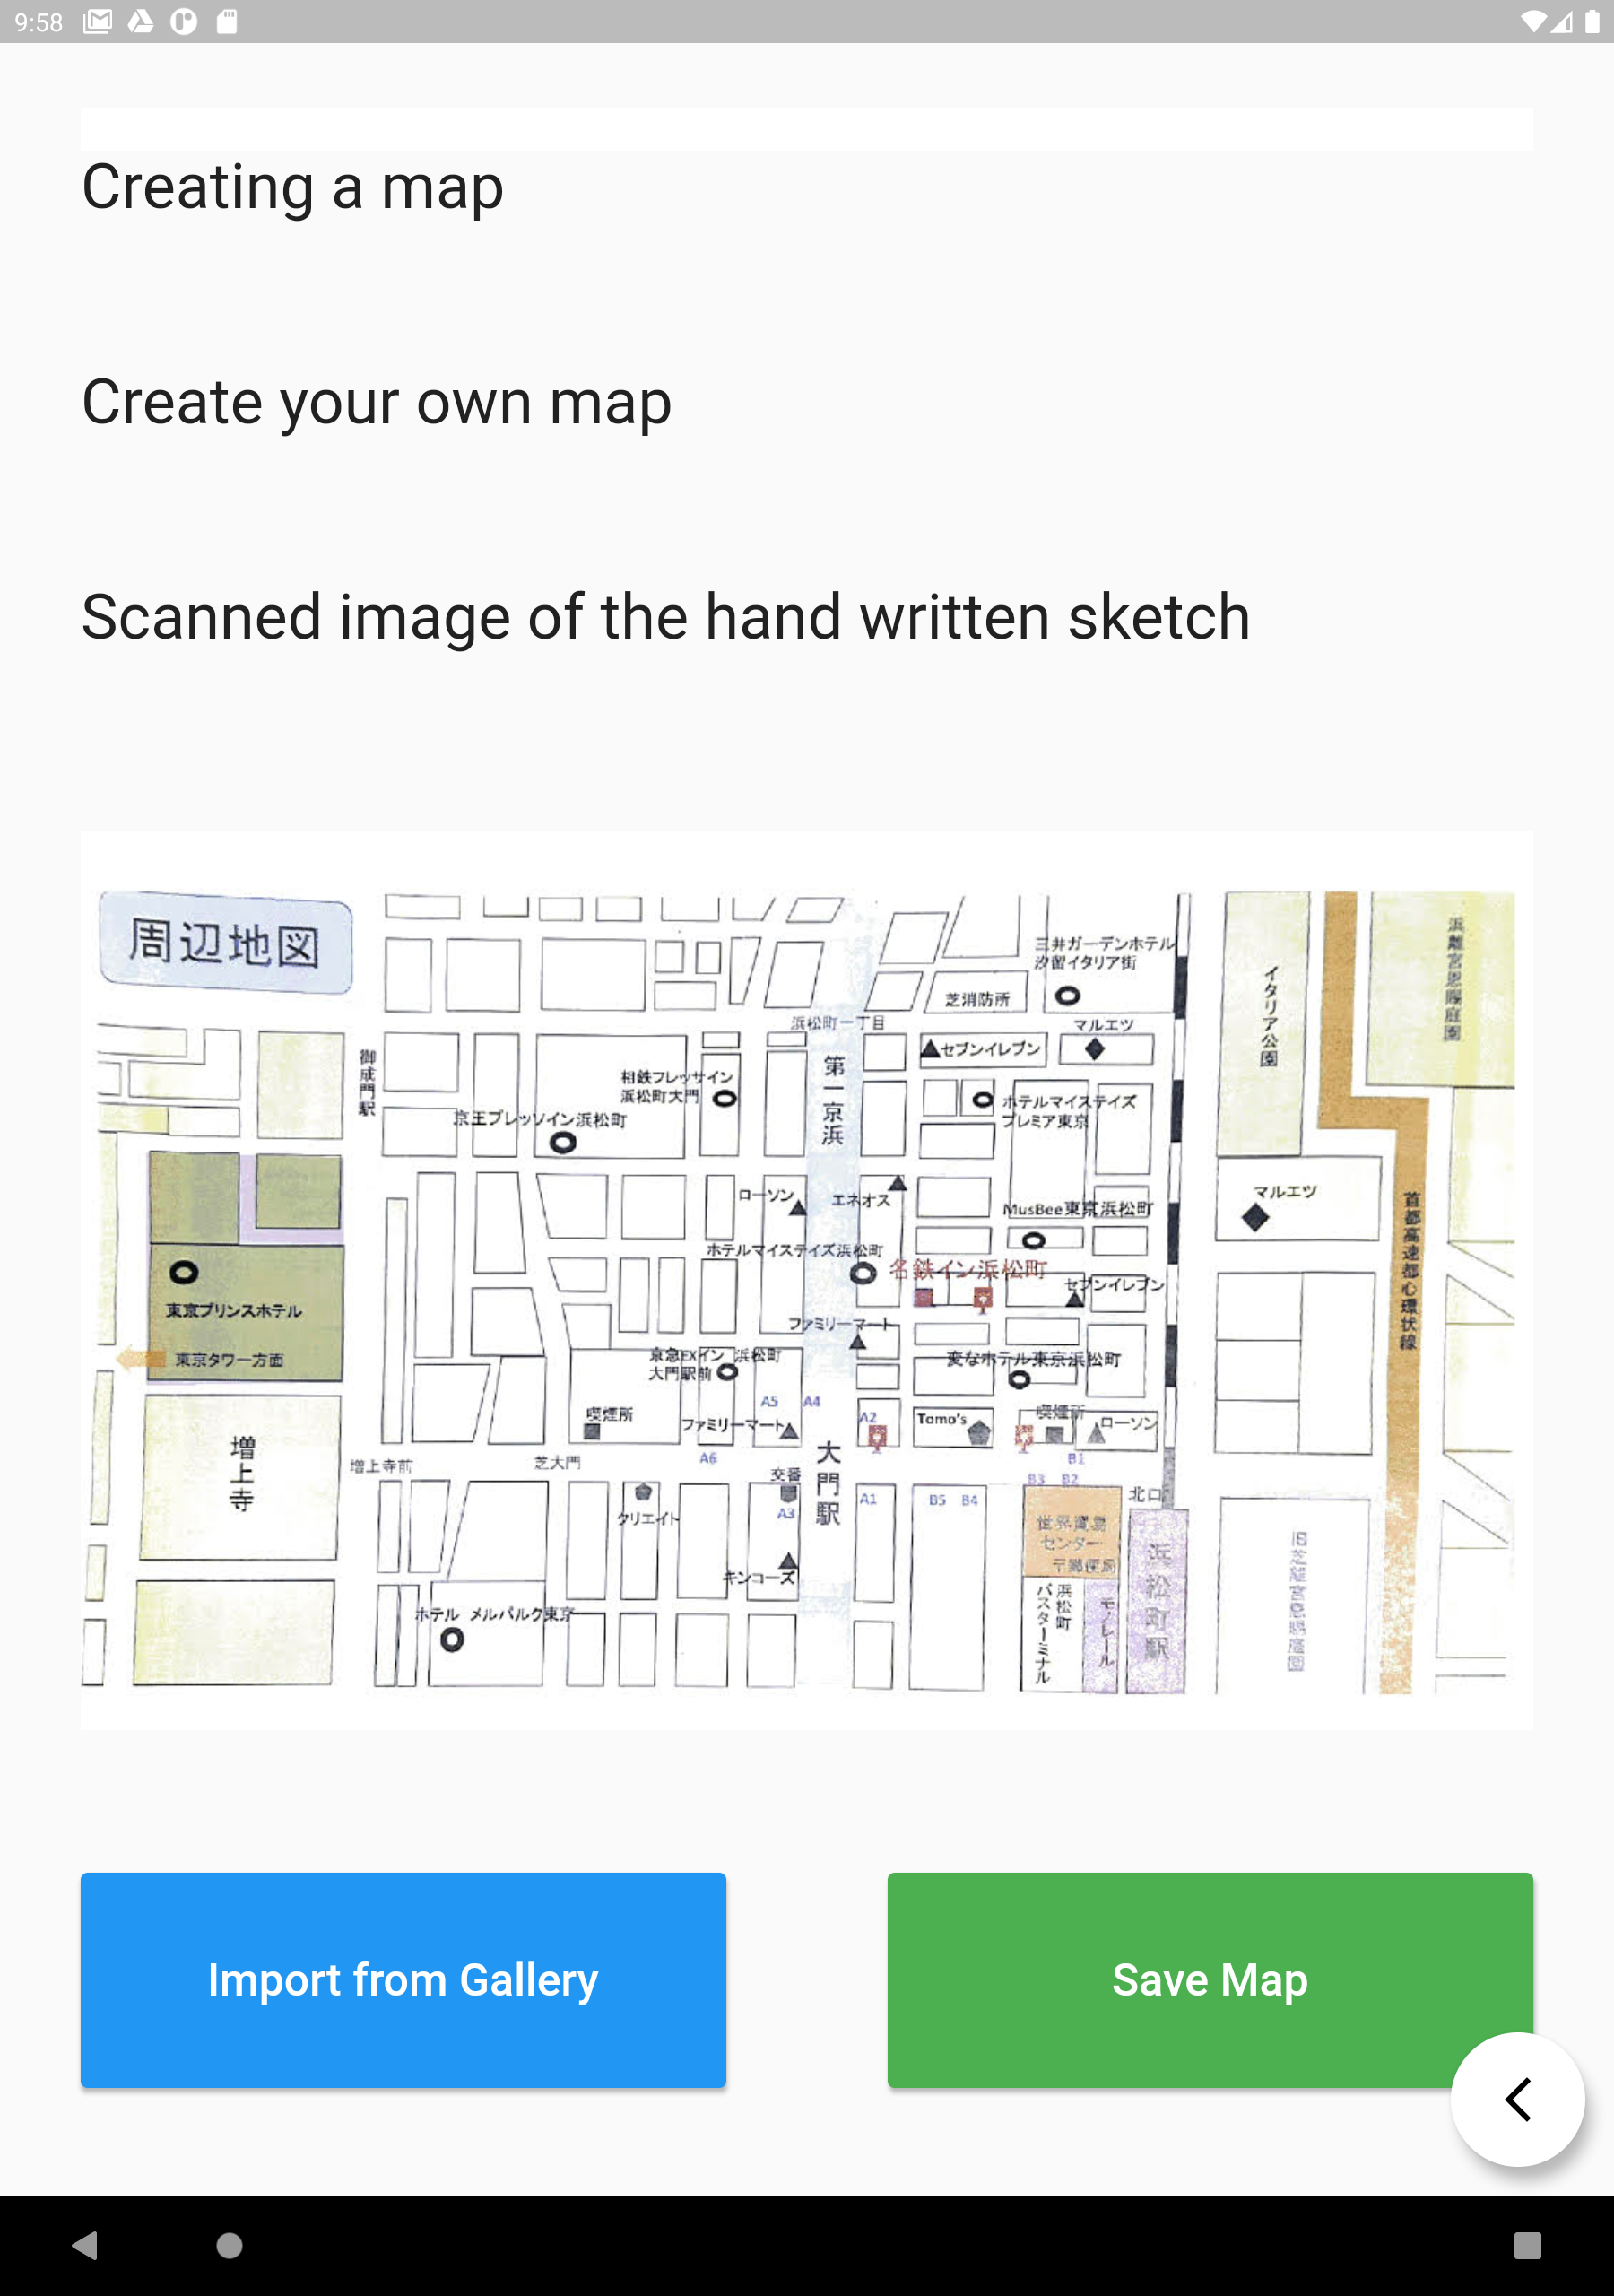 9:58
Creating a map
Create your own map
Scanned image of the hand written sketch
周辺地図
三井ガーデンホテル
汐留イタリア街
芝消防所
浜離宮恩賜庭園
イタリア公園
浜松町一丁目
マルエツ
セブンイレブン
御成門駅
第一京浜
相鉄フレッサイン
浜松町大門
京王プレッソイン浜松町
ホテルマイステイズ
プレミア東京
ローソン
エネオス
マルエツ
MusBee東京浜松町
首都高速都心環状線
ホテルマイステイズ浜松町
名鉄イン浜松町
セブンイレブン
東京プリンスホテル
ファミリーマート
東京タワー方面
京急EXイン 浜松町
大門駅前
変なホテル東京浜松町
A5
A4
A2
喫煙所
ファミリーマート
Tomo's
喫煙所
ローソン
増上寺
大門駅
A6
B1
増上寺前
芝大門
交番
B3
B2
A1
B5
B4
北口
クリエイト
A3
世界貿易
センター
〒郵便局
浜松町駅
キンコーズ
浜松町
バスターミナル
モノレール
ホテル メルパルク東京
Import from Gallery
Save Map